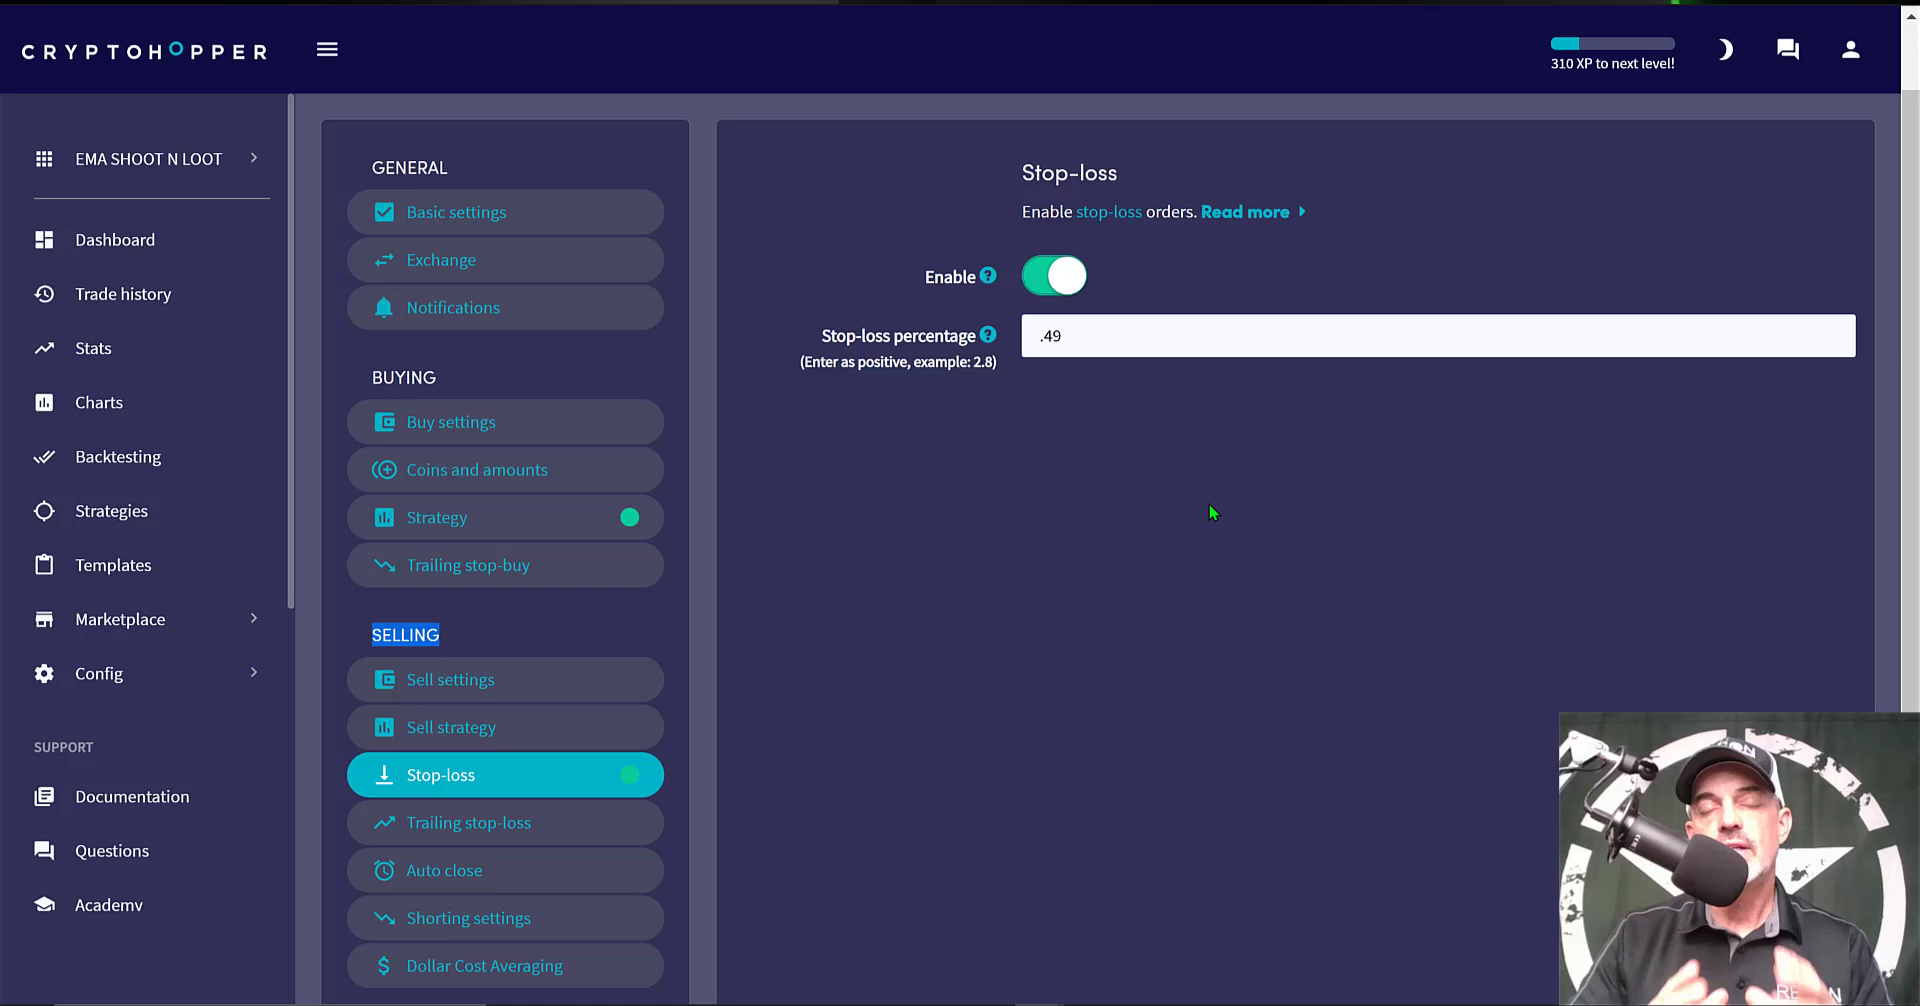 CRYPTOHOPPER
310 XP to next level!
EMA SHOOT N LOOT
Dashboard
Trade history
Stats
Charts
Backtesting
Strategies
Templates
Marketplace
Config
SUPPORT
Documentation
Questions
Academy
GENERAL
Basic settings
Exchange
Notifications
BUYING
Buy settings
Coins and amounts
Strategy
Trailing stop-buy
SELLING
Sell settings
Sell strategy
Stop-loss
Trailing stop-loss
Auto close
Shorting settings
Dollar Cost Averaging
Stop-loss
Enable stop-loss orders. Read more
Enable
Stop-loss percentage
(Enter as positive, example: 2.8)
.49